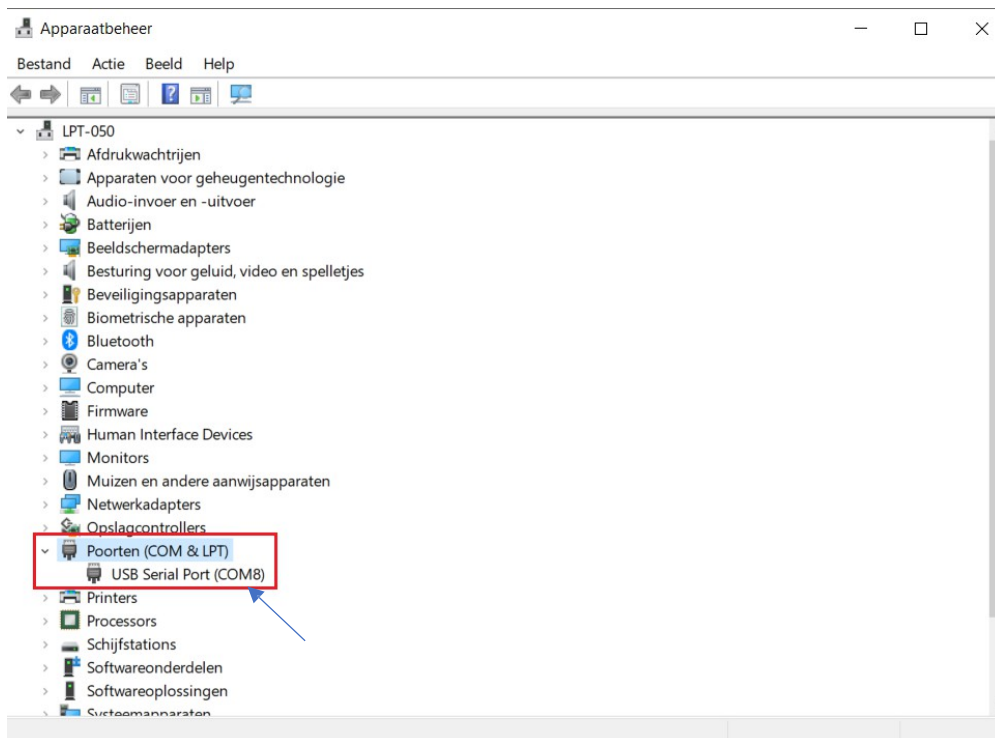 Apparaatbeheer
Bestand Actie Beeld Help
LPT-050
Afdrukwachtrijen
Apparaten voor geheugentechnologie
Audio-invoer en -uitvoer
Batterijen
Beeldschermadapters
Besturing voor geluid, video en spelletjes
Beveiligingsapparaten
Biometrische apparaten
Bluetooth
Camera's
Computer
Firmware
Human Interface Devices
Monitors
Muizen en andere aanwijsapparaten
Netwerkadapters
Opslagcontrollers
Poorten (COM & LPT)
USB Serial Port (COM8)
Printers
Processors
Schijfstations
Softwareonderdelen
Softwareoplossingen
Systeemapparaten